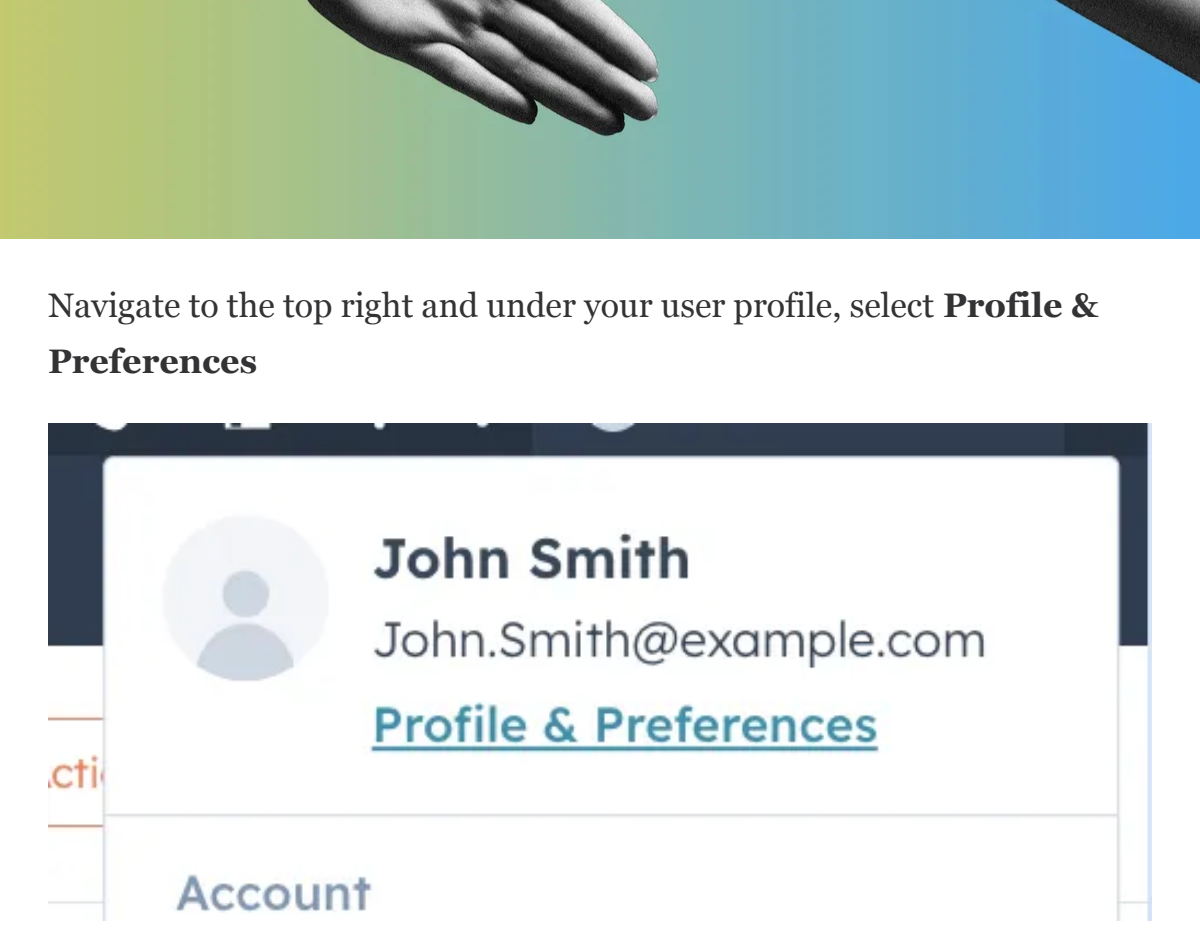 Navigate to the top right and under your user profile, select Profile &
Preferences
John Smith
John.Smith@example.com
Profile & Preferences
Account